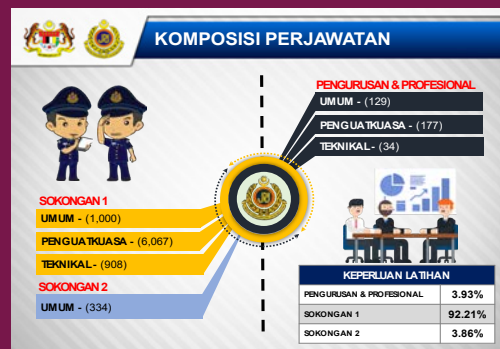 KOMPOSISI PERJAWATAN
PENGURUSAN & PROFESIONAL
UMUM - (129)
PENGUATKUASA - (177)
TEKNIKAL - (34)
SOKONGAN 1
UMUM - (1,000)
PENGUATKUASA - (6,067)
TEKNIKAL - (908)
SOKONGAN 2
UMUM - (334)
KEPERLUAN LATIHAN
PENGURUSAN & PROFESIONAL 3.93%
SOKONGAN 1 92.21%
SOKONGAN 2 3.86%